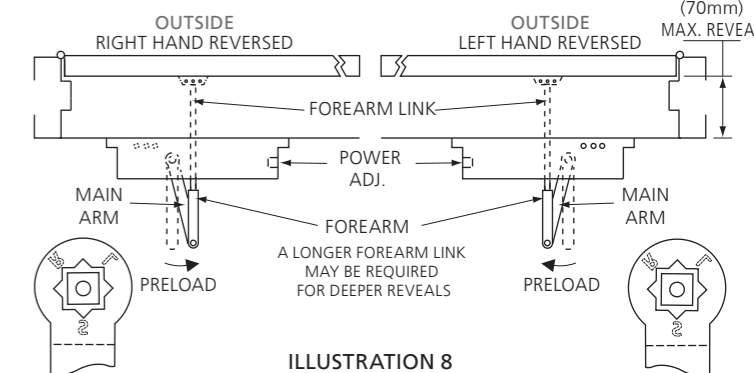 OUTSIDE
RIGHT HAND REVERSED
OUTSIDE
LEFT HAND REVERSED
(70mm)
MAX. REVEA
FOREARM LINK
POWER
ADJ.
MAIN
ARM
MAIN
ARM
FOREARM
A LONGER FOREARM LINK
MAY BE REQUIRED
FOR DEEPER REVEALS
PRELOAD
PRELOAD
R
L
S
R
L
S
ILLUSTRATION 8